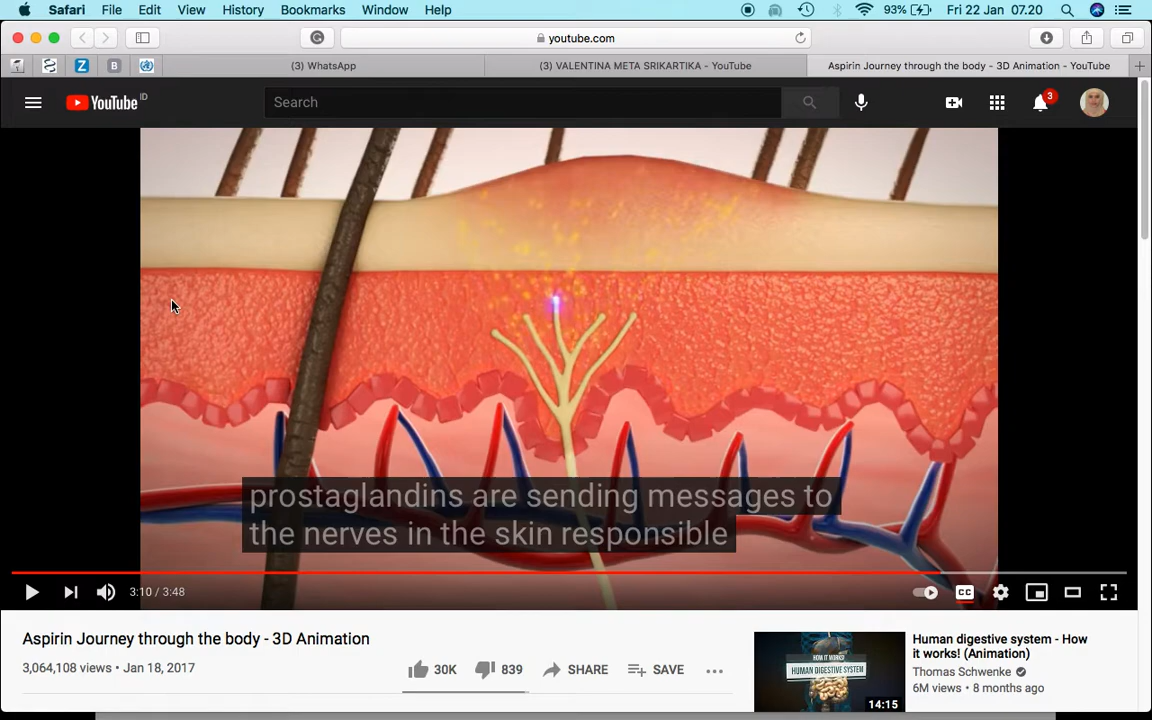 Safari File Edit View History Bookmarks Window Help 93% Fri 22 Jan 07.20
youtube.com
Z B (3) WhatsApp (3) VALENTINA META SRIKARTIKA - YouTube Aspirin Journey through the body - 3D Animation - YouTube
YouTube ID Search 3
prostaglandins are sending messages to
the nerves in the skin responsible
3:10 / 3:48 CC
Aspirin Journey through the body - 3D Animation
3,064,108 views • Jan 18, 2017 30K 839 SHARE SAVE
HOW IT WORKS!
HUMAN DIGESTIVE SYSTEM
14:15
Human digestive system - How
it works! (Animation)
Thomas Schwenke
6M views • 8 months ago